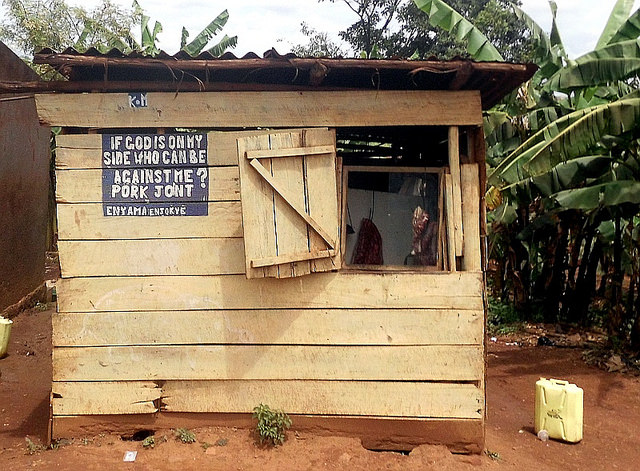 K.M
IF GOD IS ON MY
SIDE WHO CAN BE
AGAINST ME?
PORK JONT
ENYAMA ENJOKYE